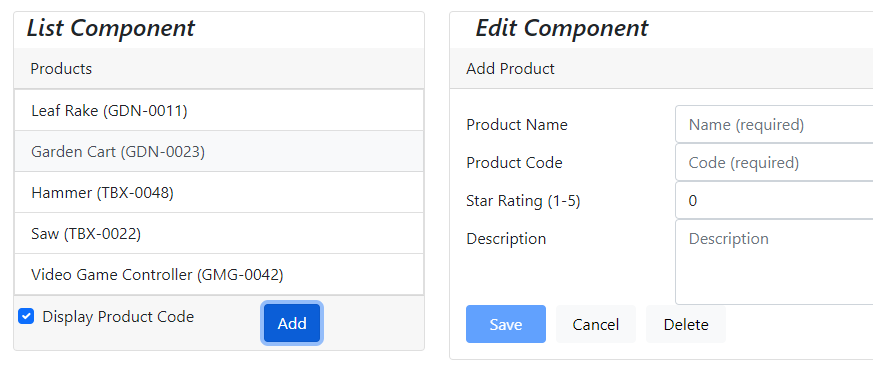 List Component
Products
Leaf Rake (GDN-0011)
Garden Cart (GDN-0023)
Hammer (TBX-0048)
Saw (TBX-0022)
Video Game Controller (GMG-0042)
Display Product Code
Add
Edit Component
Add Product
Product Name
Name (required)
Product Code
Code (required)
Star Rating (1-5)
0
Description
Description
Save
Cancel
Delete